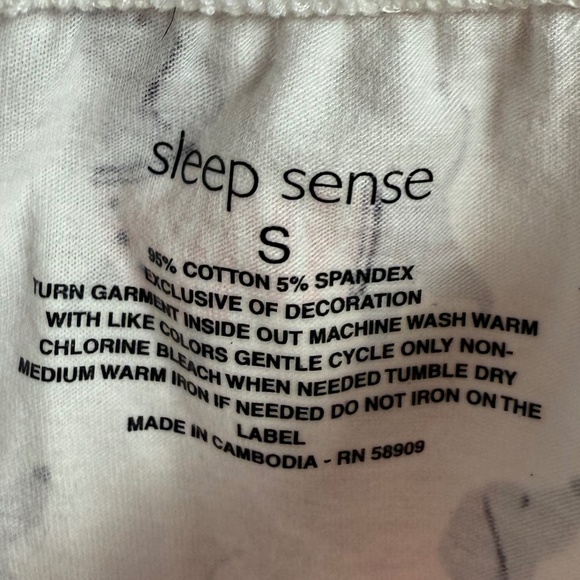 sleep sense
S
95% COTTON 5% SPANDEX
EXCLUSIVE OF DECORATION
TURN GARMENT INSIDE OUT MACHINE WASH WARM
WITH LIKE COLORS GENTLE CYCLE ONLY NON-
CHLORINE BLEACH WHEN NEEDED TUMBLE DRY
MEDIUM WARM IRON IF NEEDED DO NOT IRON ON THE
LABEL
MADE IN CAMBODIA - RN 58909